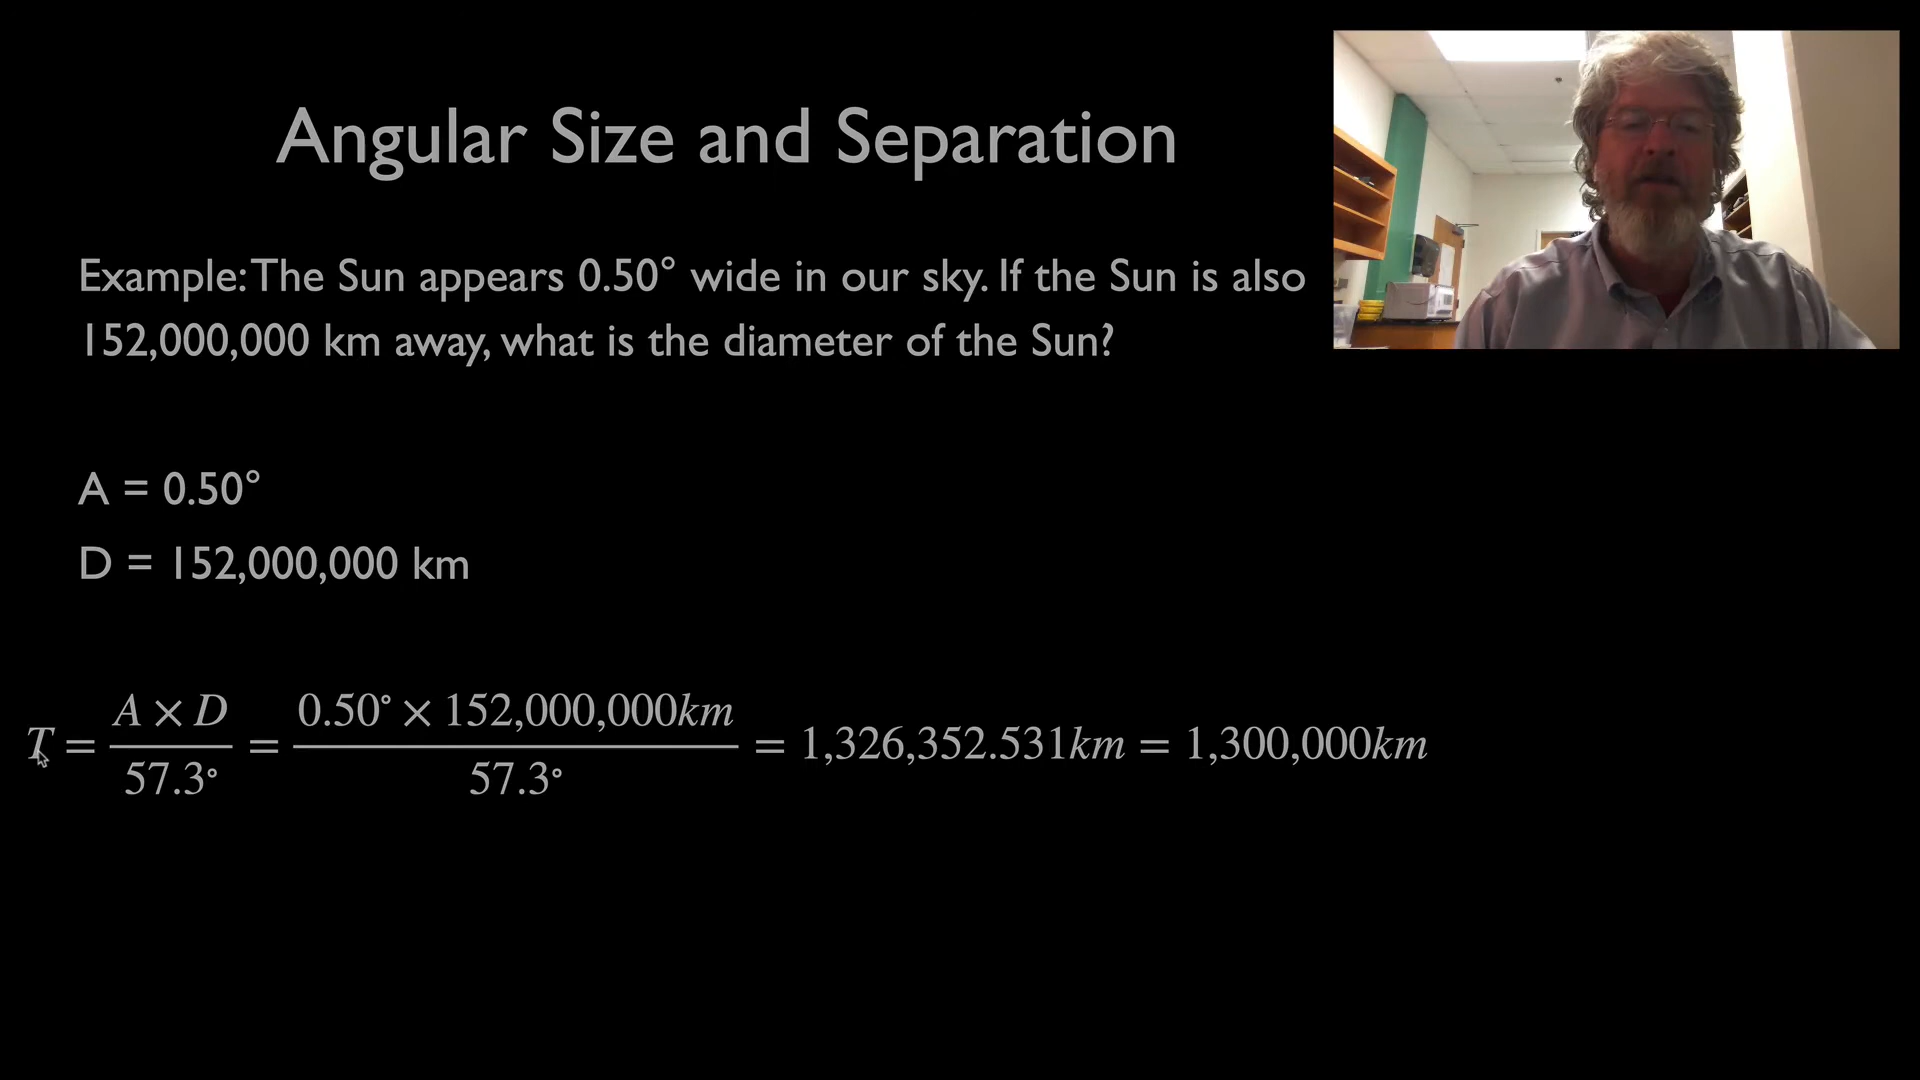 Angular Size and Separation
Example: The Sun appears 0.50° wide in our sky. If the Sun is also
152,000,000 km away, what is the diameter of the Sun?
A = 0.50°
D = 152,000,000 km
T = A × D / 57.3° = 0.50° × 152,000,000km / 57.3° = 1,326,352.531km = 1,300,000km